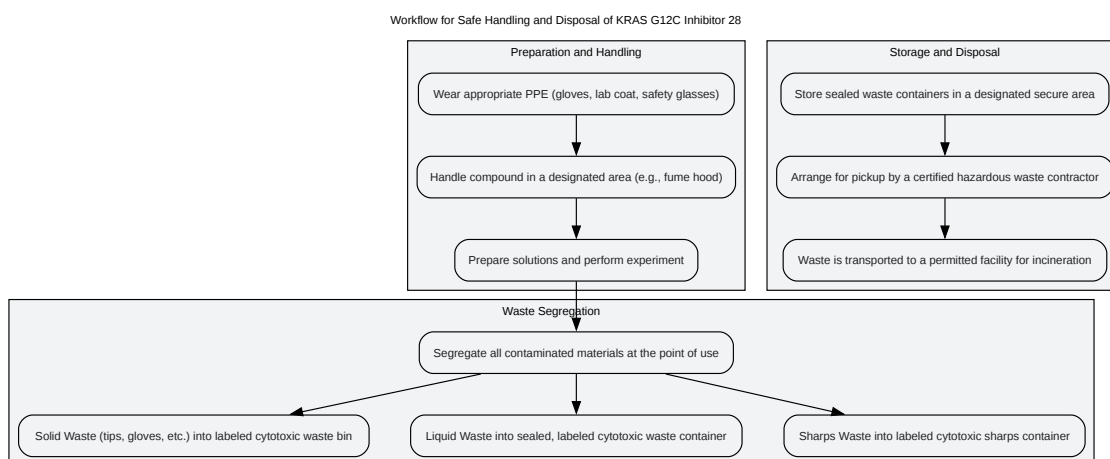 Workflow for Safe Handling and Disposal of KRAS G12C Inhibitor 28
Preparation and Handling
Wear appropriate PPE (gloves, lab coat, safety glasses)
Handle compound in a designated area (e.g., fume hood)
Prepare solutions and perform experiment
Storage and Disposal
Store sealed waste containers in a designated secure area
Arrange for pickup by a certified hazardous waste contractor
Waste is transported to a permitted facility for incineration
Waste Segregation
Segregate all contaminated materials at the point of use
Solid Waste (tips, gloves, etc.) into labeled cytotoxic waste bin
Liquid Waste into sealed, labeled cytotoxic waste container
Sharps Waste into labeled cytotoxic sharps container